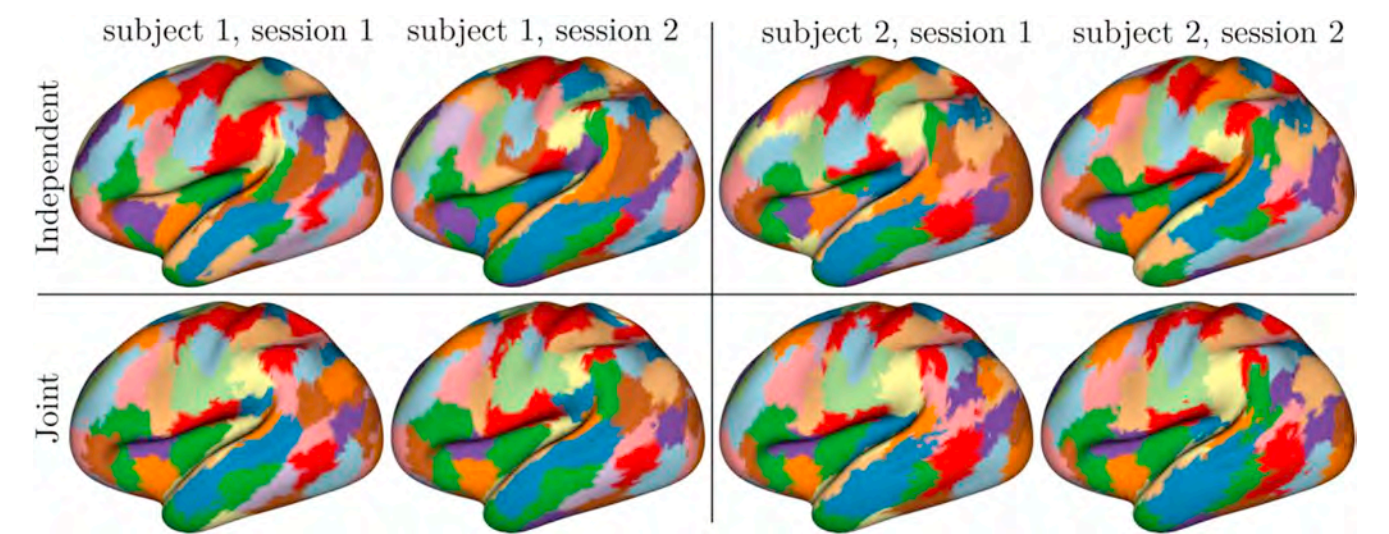 subject 1, session 1
subject 1, session 2
subject 2, session 1
subject 2, session 2
Independent
Joint